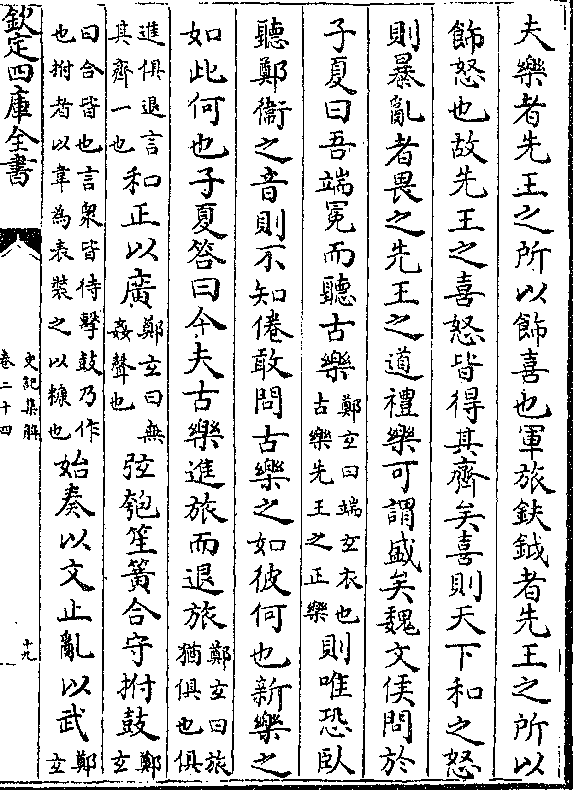 夫樂者先王之所以飾喜也軍旅鈇鉞者先王之所以
飾怒也故先王之喜怒皆得其齊矣喜則天下和之怒
則暴亂者畏之先王之道禮樂可謂盛矣魏文侯問於
子夏曰吾端冕而聽古樂鄭玄曰端玄衣也古樂先王之正樂則唯恐臥
聽鄭衞之音則不知倦敢問古樂之如彼何也新樂之
如此何也子夏答曰今夫古樂進旅而退旅鄭玄曰旅猶俱也俱
進俱退言其齊一也和正以廣鄭玄曰無姦聲也弦匏笙簧合守拊鼓鄭玄
曰合皆也言衆皆待擊鼓乃作也拊者以韋為表裝之以糠也始奏以文止亂以武鄭玄
欽定四庫全書
史記集解
卷二十四
十九